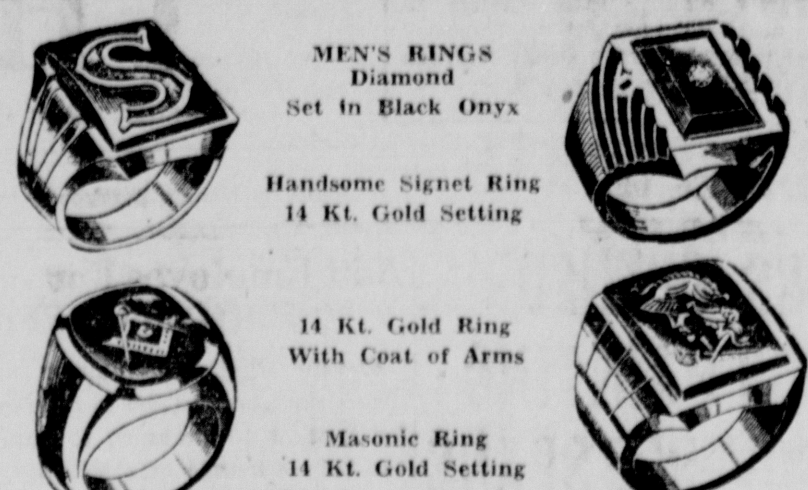 S
MEN'S RINGS
Diamond
Set in Black Onyx
Handsome Signet Ring
14 Kt. Gold Setting
14 Kt. Gold Ring
With Coat of Arms
Masonic Ring
14 Kt. Gold Setting